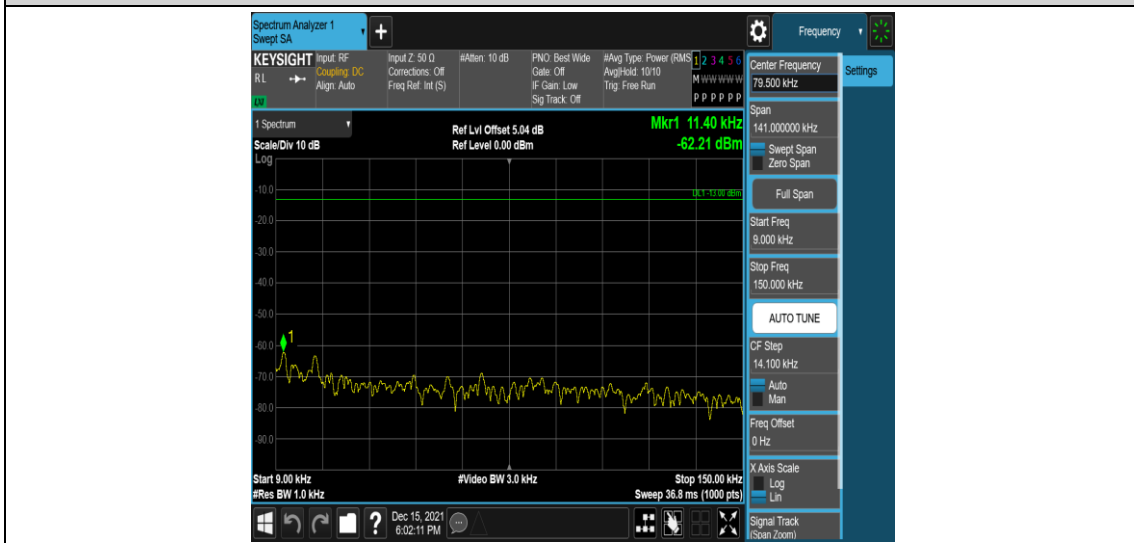 Spectrum Analyzer 1
Swept SA
+
Frequency
KEYSIGHT
RL
LXI
Input: RF
Coupling: DC
Align: Auto
Input Z: 50 Ω
Corrections: Off
Freq Ref: Int (S)
#Atten: 10 dB
PNO: Best Wide
Gate: Off
IF Gain: Low
Sig Track: Off
#Avg Type: Power (RMS
Avg|Hold: 10/10
Trig: Free Run
1 2 3 4 5 6
M W W W W W
P P P P P P
Center Frequency
79.500 kHz
Settings
Span
141.000000 kHz
Swept Span
Zero Span
Full Span
Start Freq
9.000 kHz
Stop Freq
150.000 kHz
AUTO TUNE
CF Step
14.100 kHz
Auto
Man
Freq Offset
0 Hz
X Axis Scale
Log
Lin
Signal Track
(Span Zoom)
1 Spectrum
Scale/Div 10 dB
Ref Lvl Offset 5.04 dB
Ref Level 0.00 dBm
Mkr1 11.40 kHz
-62.21 dBm
Log
DL1 -13.00 dBm
-10.0
-20.0
-30.0
-40.0
-50.0
-60.0
-70.0
-80.0
-90.0
1
Start 9.00 kHz
#Video BW 3.0 kHz
Stop 150.00 kHz
#Res BW 1.0 kHz
Sweep 36.8 ms (1000 pts)
?
Dec 15, 2021
6:02:11 PM